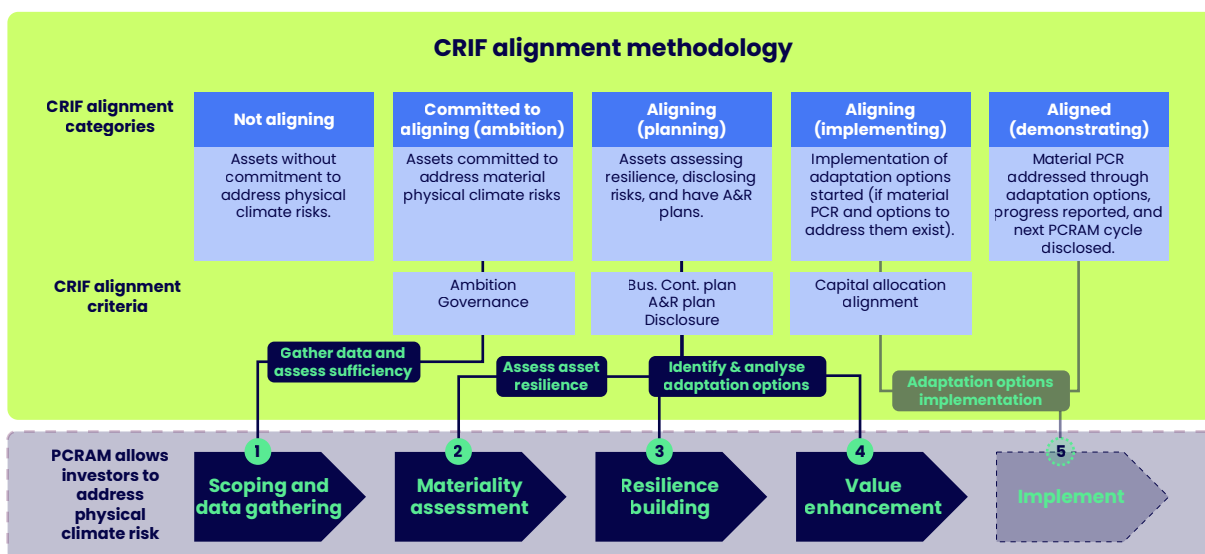 CRIF alignment methodology
CRIF alignment
categories
Not aligning
Committed to
aligning (ambition)
Aligning
(planning)
Aligning
(implementing)
Aligned
(demonstrating)
Assets without
commitment to
address physical
climate risks.
Assets committed to
address material
physical climate risks
Assets assessing
resilience, disclosing
risks, and have A&R
plans.
Implementation of
adaptation options
started (if material
PCR and options to
address them exist).
Material PCR
addressed through
adaptation options,
progress reported, and
next PCRAM cycle
disclosed.
CRIF alignment
criteria
Ambition
Governance
Bus. Cont. plan
A&R plan
Disclosure
Capital allocation
alignment
Gather data and
assess sufficiency
Assess asset
resilience
Identify & analyse
adaptation options
Adaptation options
implementation
PCRAM allows
investors to
address
physical
climate risk
1
Scoping and
data gathering
2
Materiality
assessment
3
Resilience
building
4
Value
enhancement
5
Implement